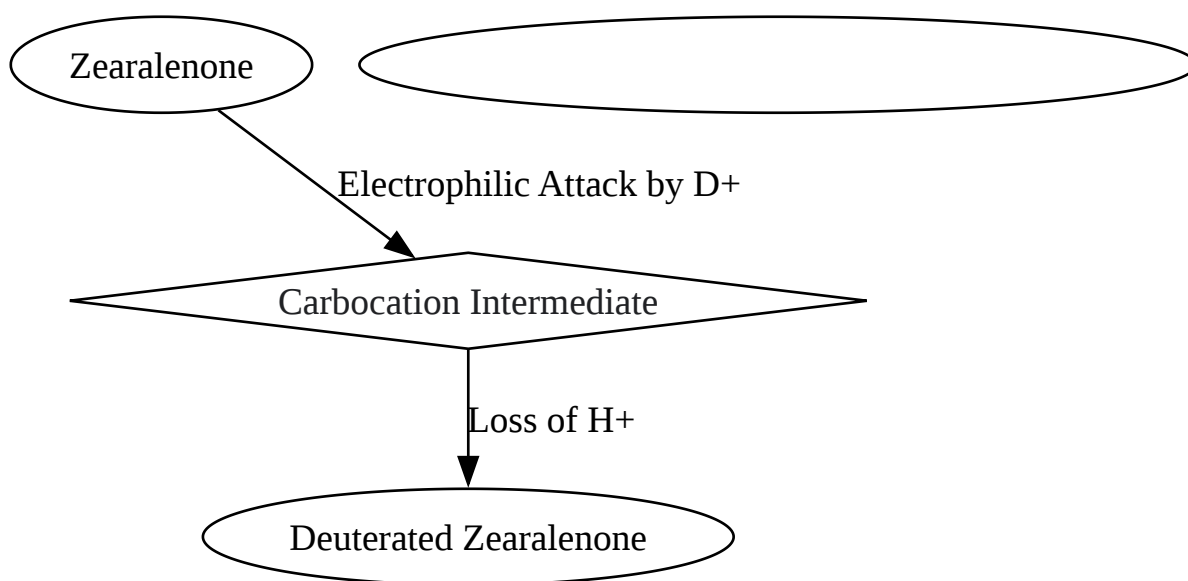 Zearalenone
Electrophilic Attack by D+
Carbocation Intermediate
Loss of H+
Deuterated Zearalenone